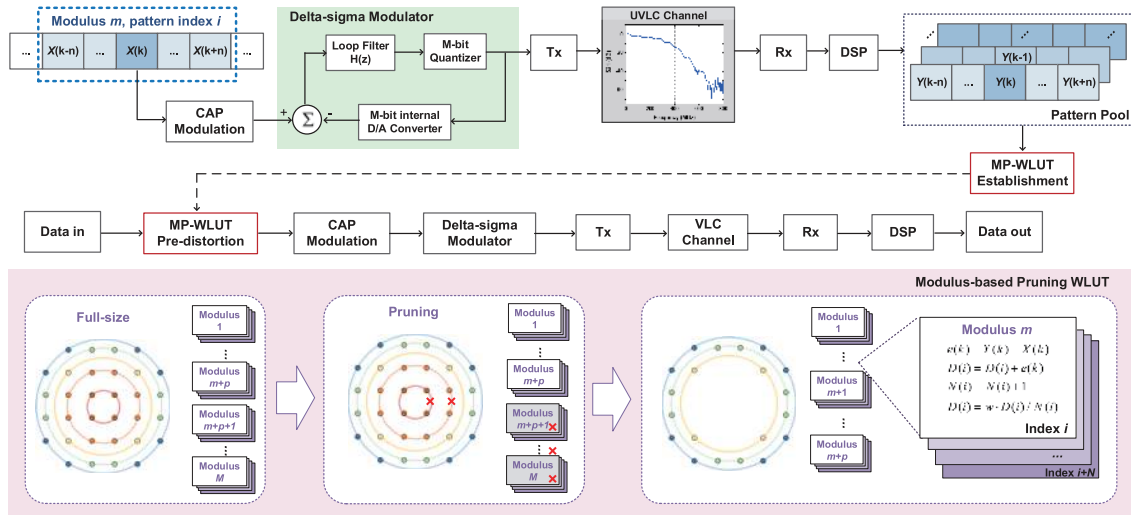 Modulus m, pattern index i
... X(k-n) ... X(k) ... X(k+n) ...
CAP
Modulation
Delta-sigma Modulator
Loop Filter
H(z)
M-bit
Quantizer
+
Σ
-
M-bit internal
D/A Converter
Tx
UVLC Channel
Rx
DSP
... ...
Y(k-1)
Y(k-n) ... Y(k) ... Y(k+n)
Pattern Pool
MP-WLUT
Establishment
Data in
MP-WLUT
Pre-distortion
CAP
Modulation
Delta-sigma
Modulator
Tx
VLC
Channel
Rx
DSP
Data out
Modulus-based Pruning WLUT
Full-size
Modulus
1
...
Modulus
m+p
Modulus
m+p+1
...
Modulus
M
Pruning
Modulus
1
...
Modulus
m+p
Modulus
m+p+1
...
Modulus
M
Modulus
1
...
Modulus
m+1
...
Modulus
m+p
Modulus m
e(k) Y(k) X(k)
D(i) = D(i) + e(k)
N(i) N(i) + 1
D(i) = w · D(i) / N(i)
Index i
...
Index i+N